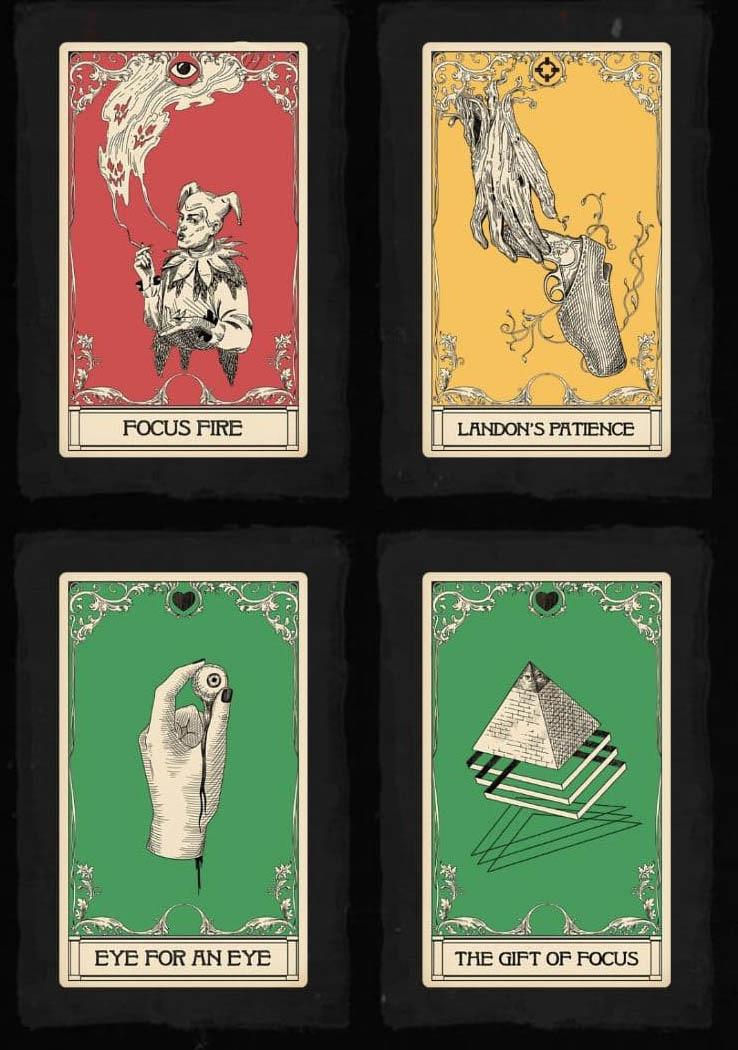 FOCUS FIRE
LANDON'S PATIENCE
EYE FOR AN EYE
THE GIFT OF FOCUS